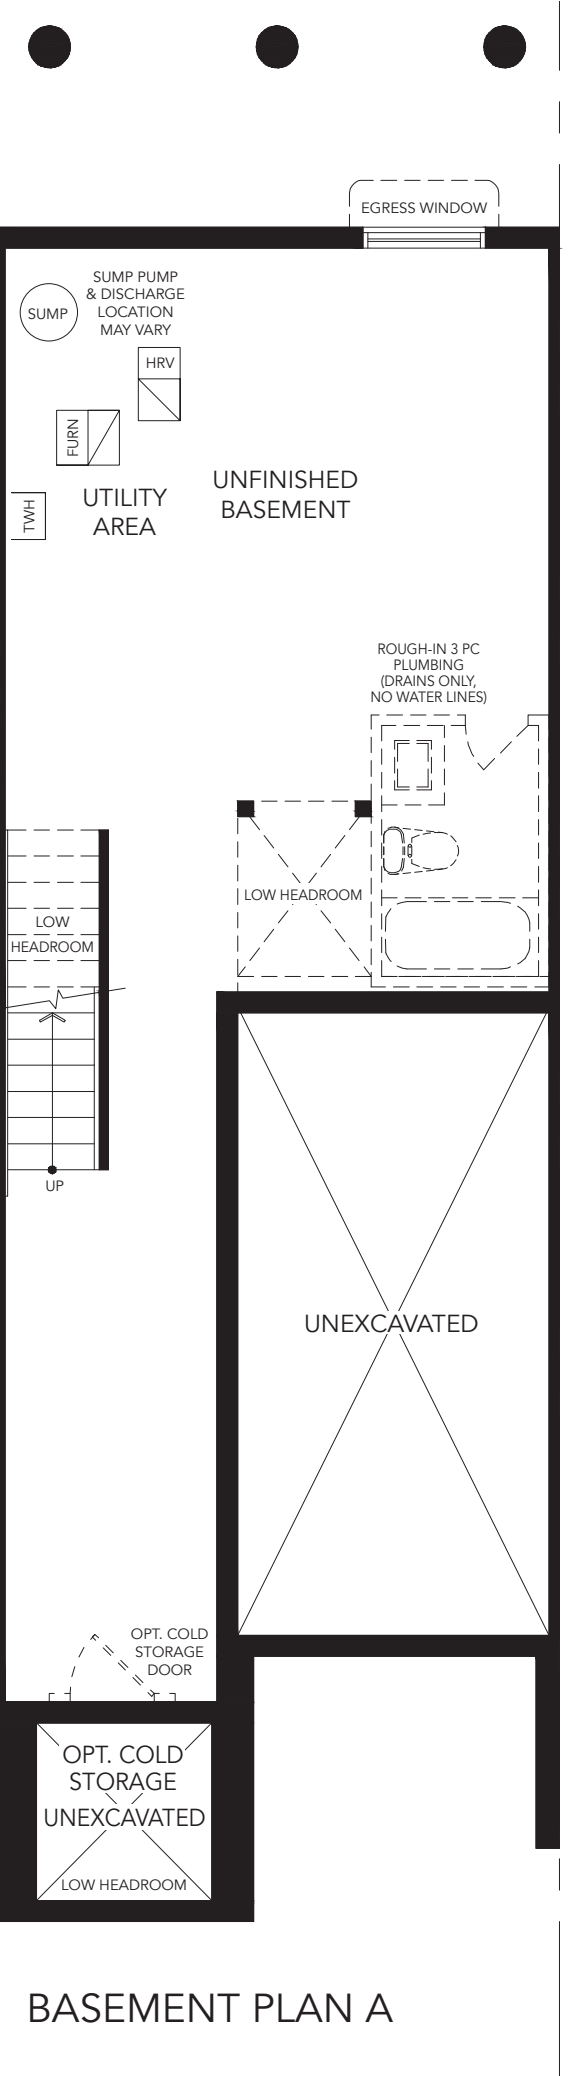 EGRESS WINDOW
SUMP PUMP
& DISCHARGE
LOCATION
MAY VARY
SUMP
HRV
FURN
TWH
UTILITY
AREA
UNFINISHED
BASEMENT
ROUGH-IN 3 PC
PLUMBING
(DRAINS ONLY,
NO WATER LINES)
LOW HEADROOM
LOW
HEADROOM
UP
UNEXCAVATED
OPT. COLD
STORAGE
DOOR
OPT. COLD
STORAGE
UNEXCAVATED
LOW HEADROOM
BASEMENT PLAN A